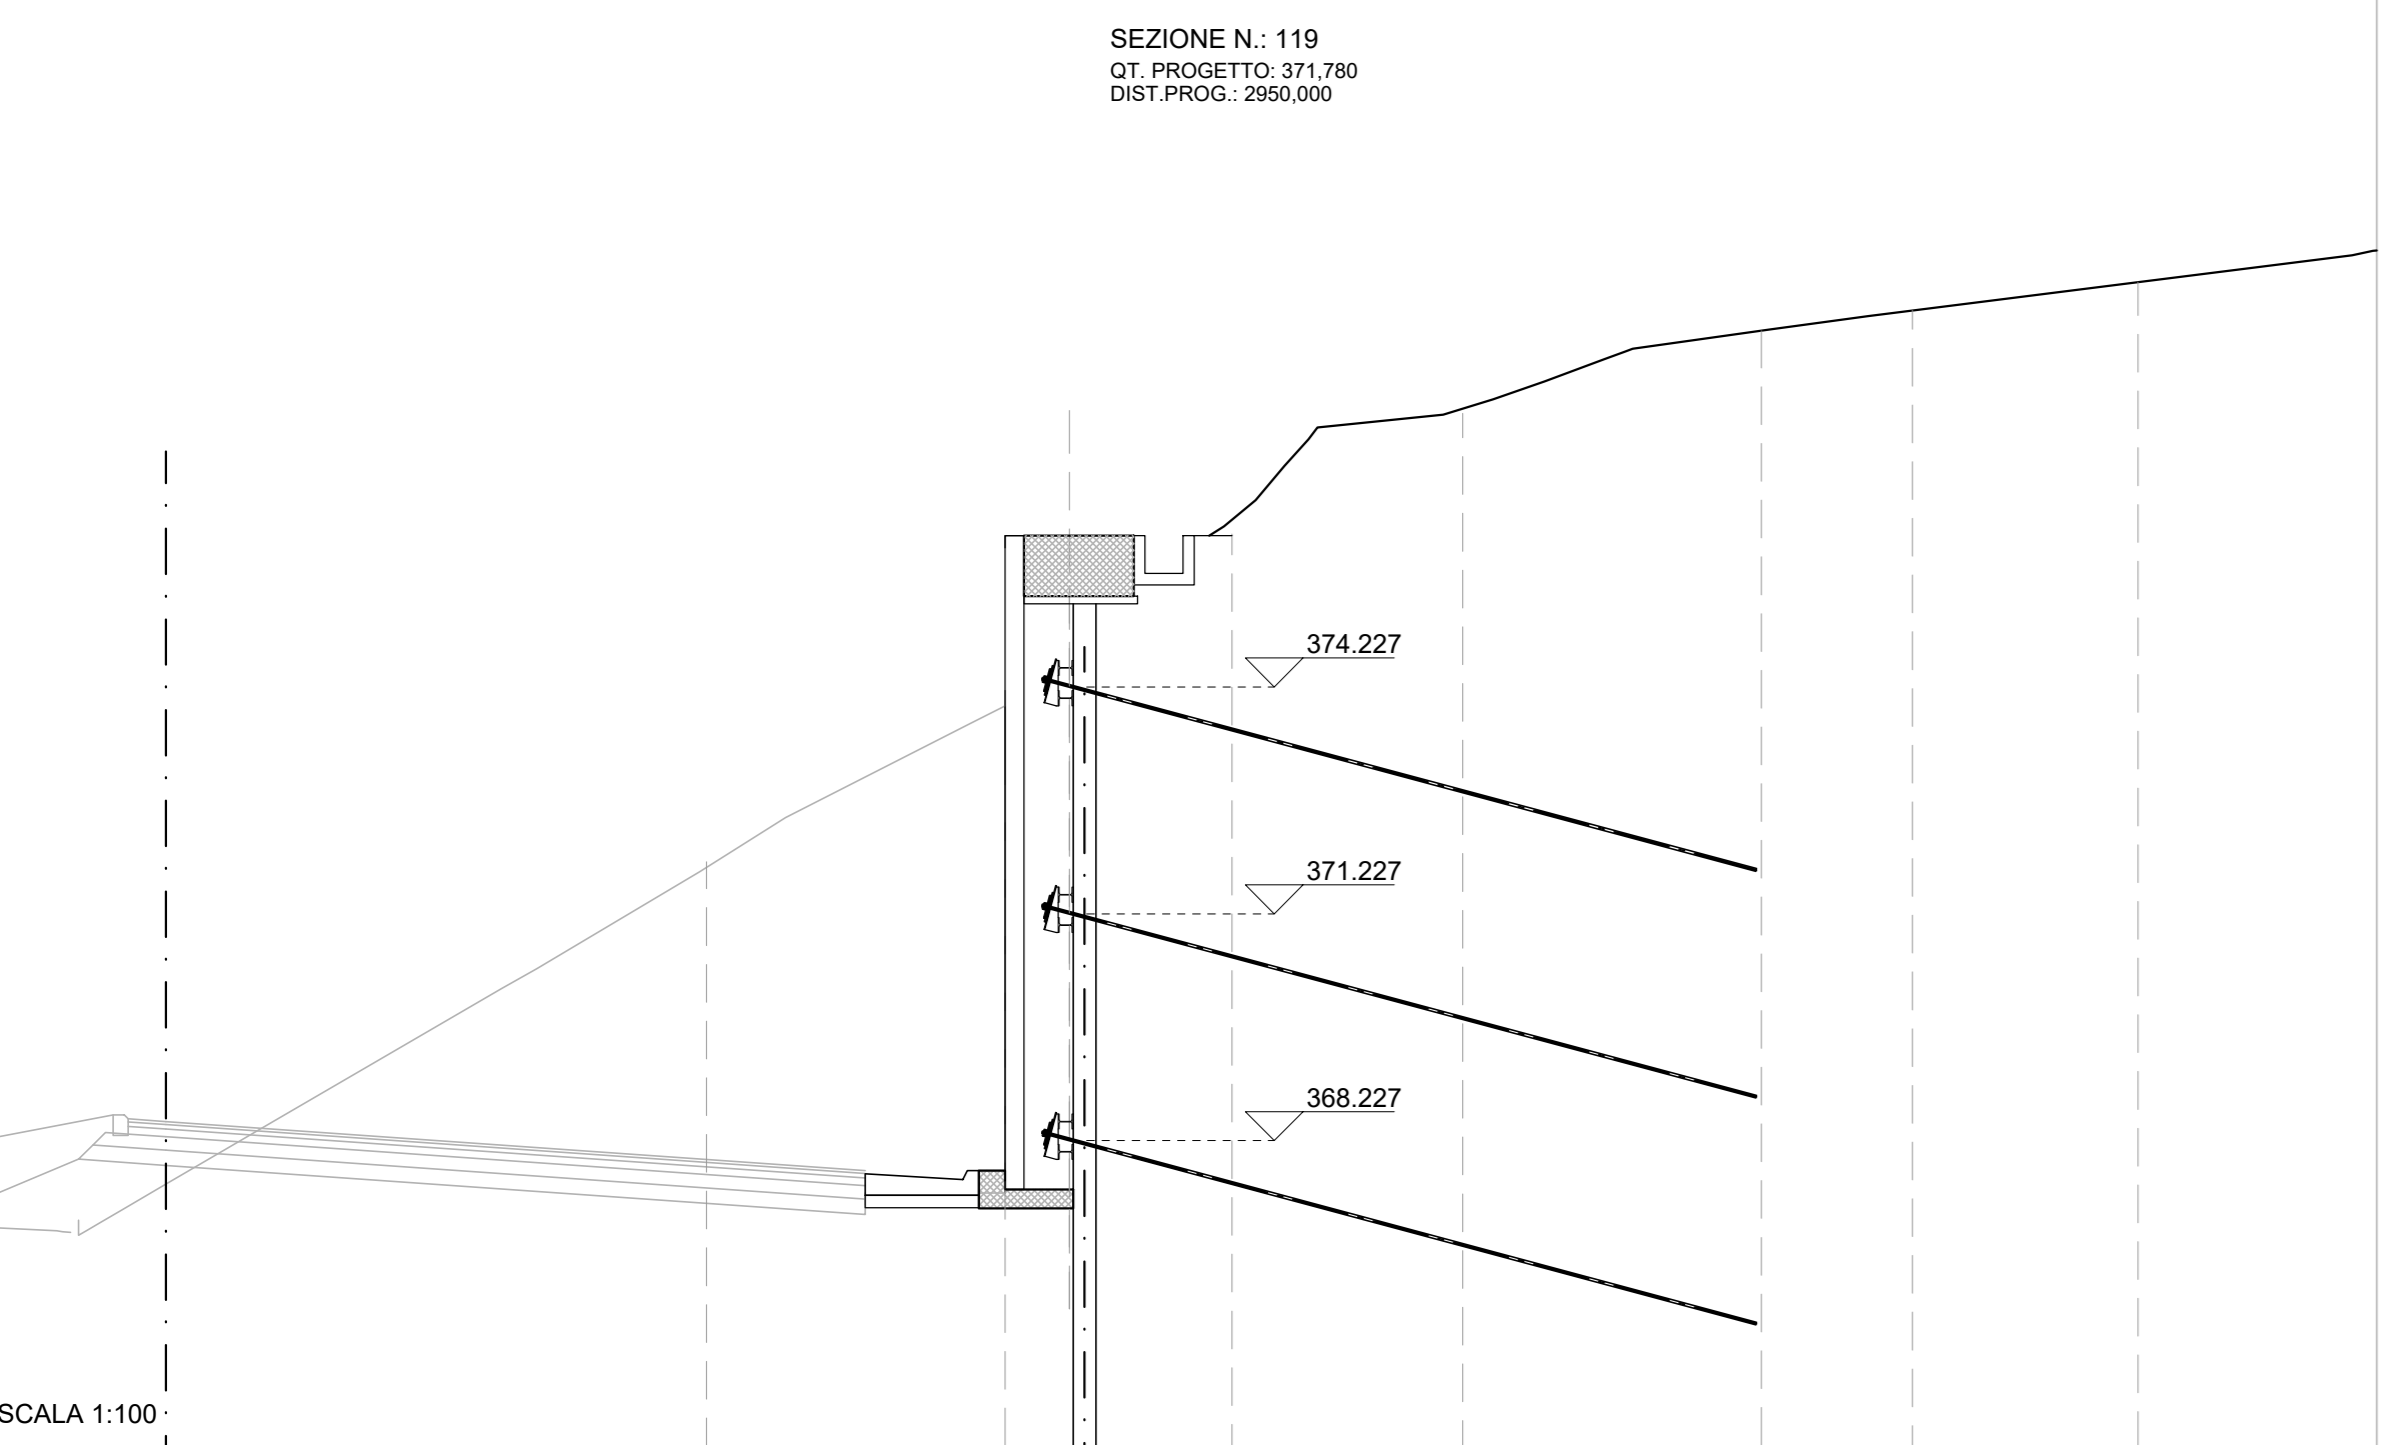 SEZIONE N.: 119
QT. PROGETTO: 371,780
DIST.PROG.: 2950,000
374.227
371.227
368.227
SCALA 1:100